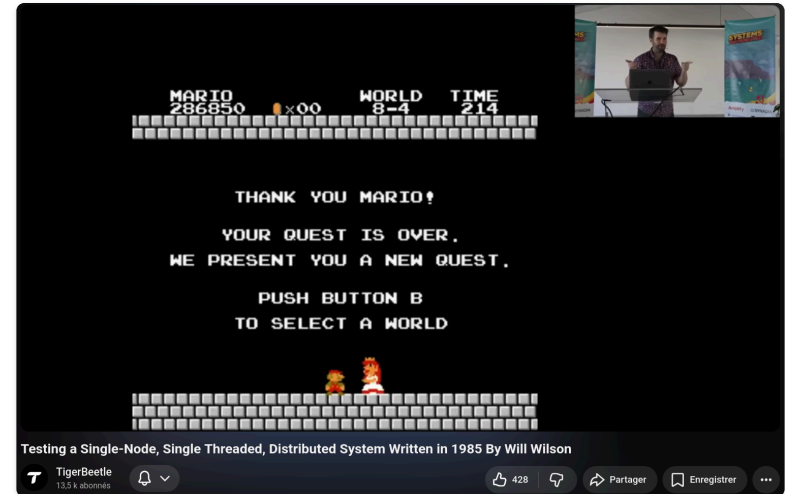 MARIO
286850 ×00
WORLD
8-4
TIME
214
SYSTEMS
THANK YOU MARIO!
YOUR QUEST IS OVER.
WE PRESENT YOU A NEW QUEST.
PUSH BUTTON B
TO SELECT A WORLD
Testing a Single-Node, Single Threaded, Distributed System Written in 1985 By Will Wilson
TigerBeetle
13,5 k abonnés
428
Partager
Enregistrer